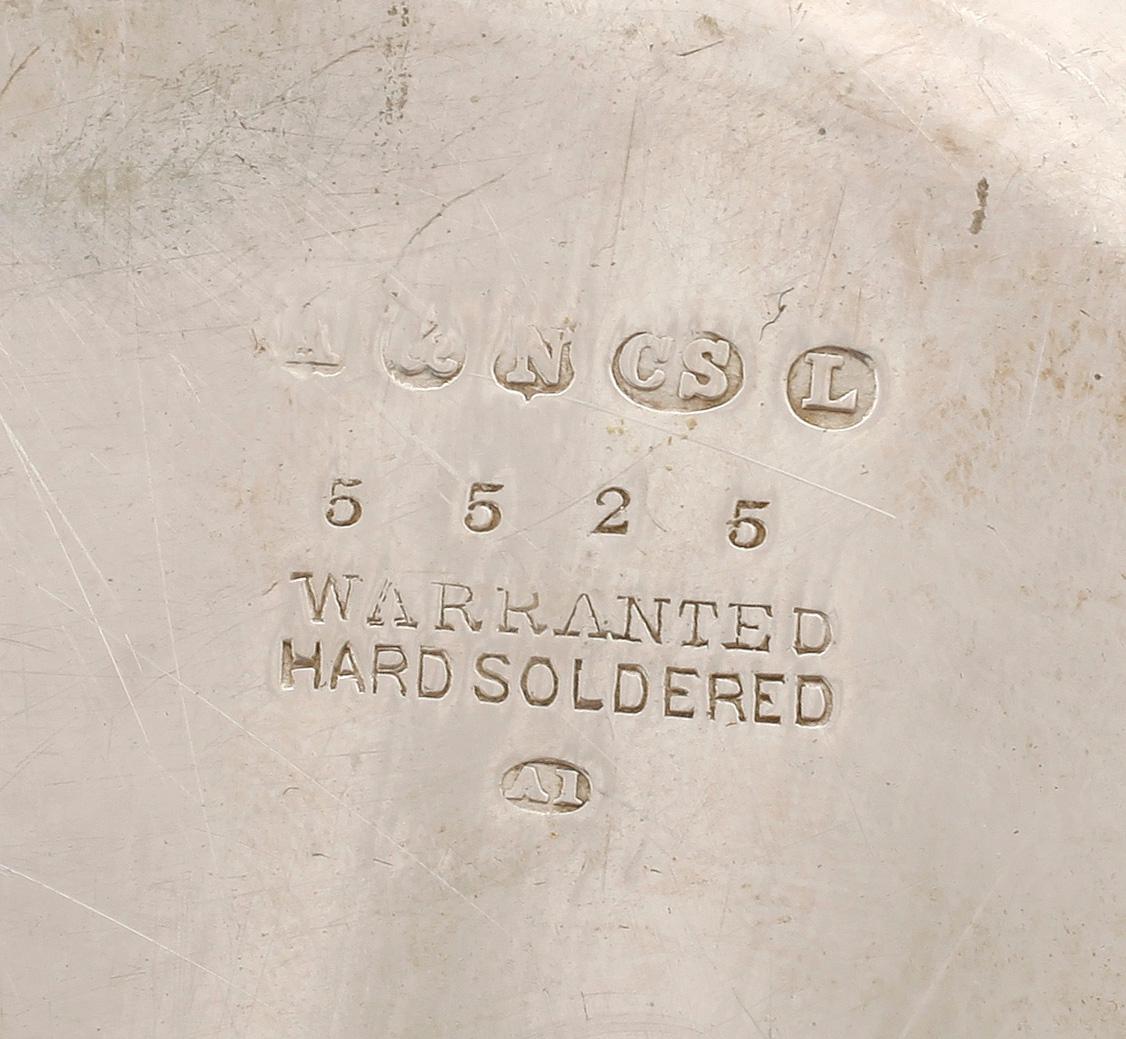 A & N CS L
5 5 2 5
WARRANTED
HARD SOLDERED
A1